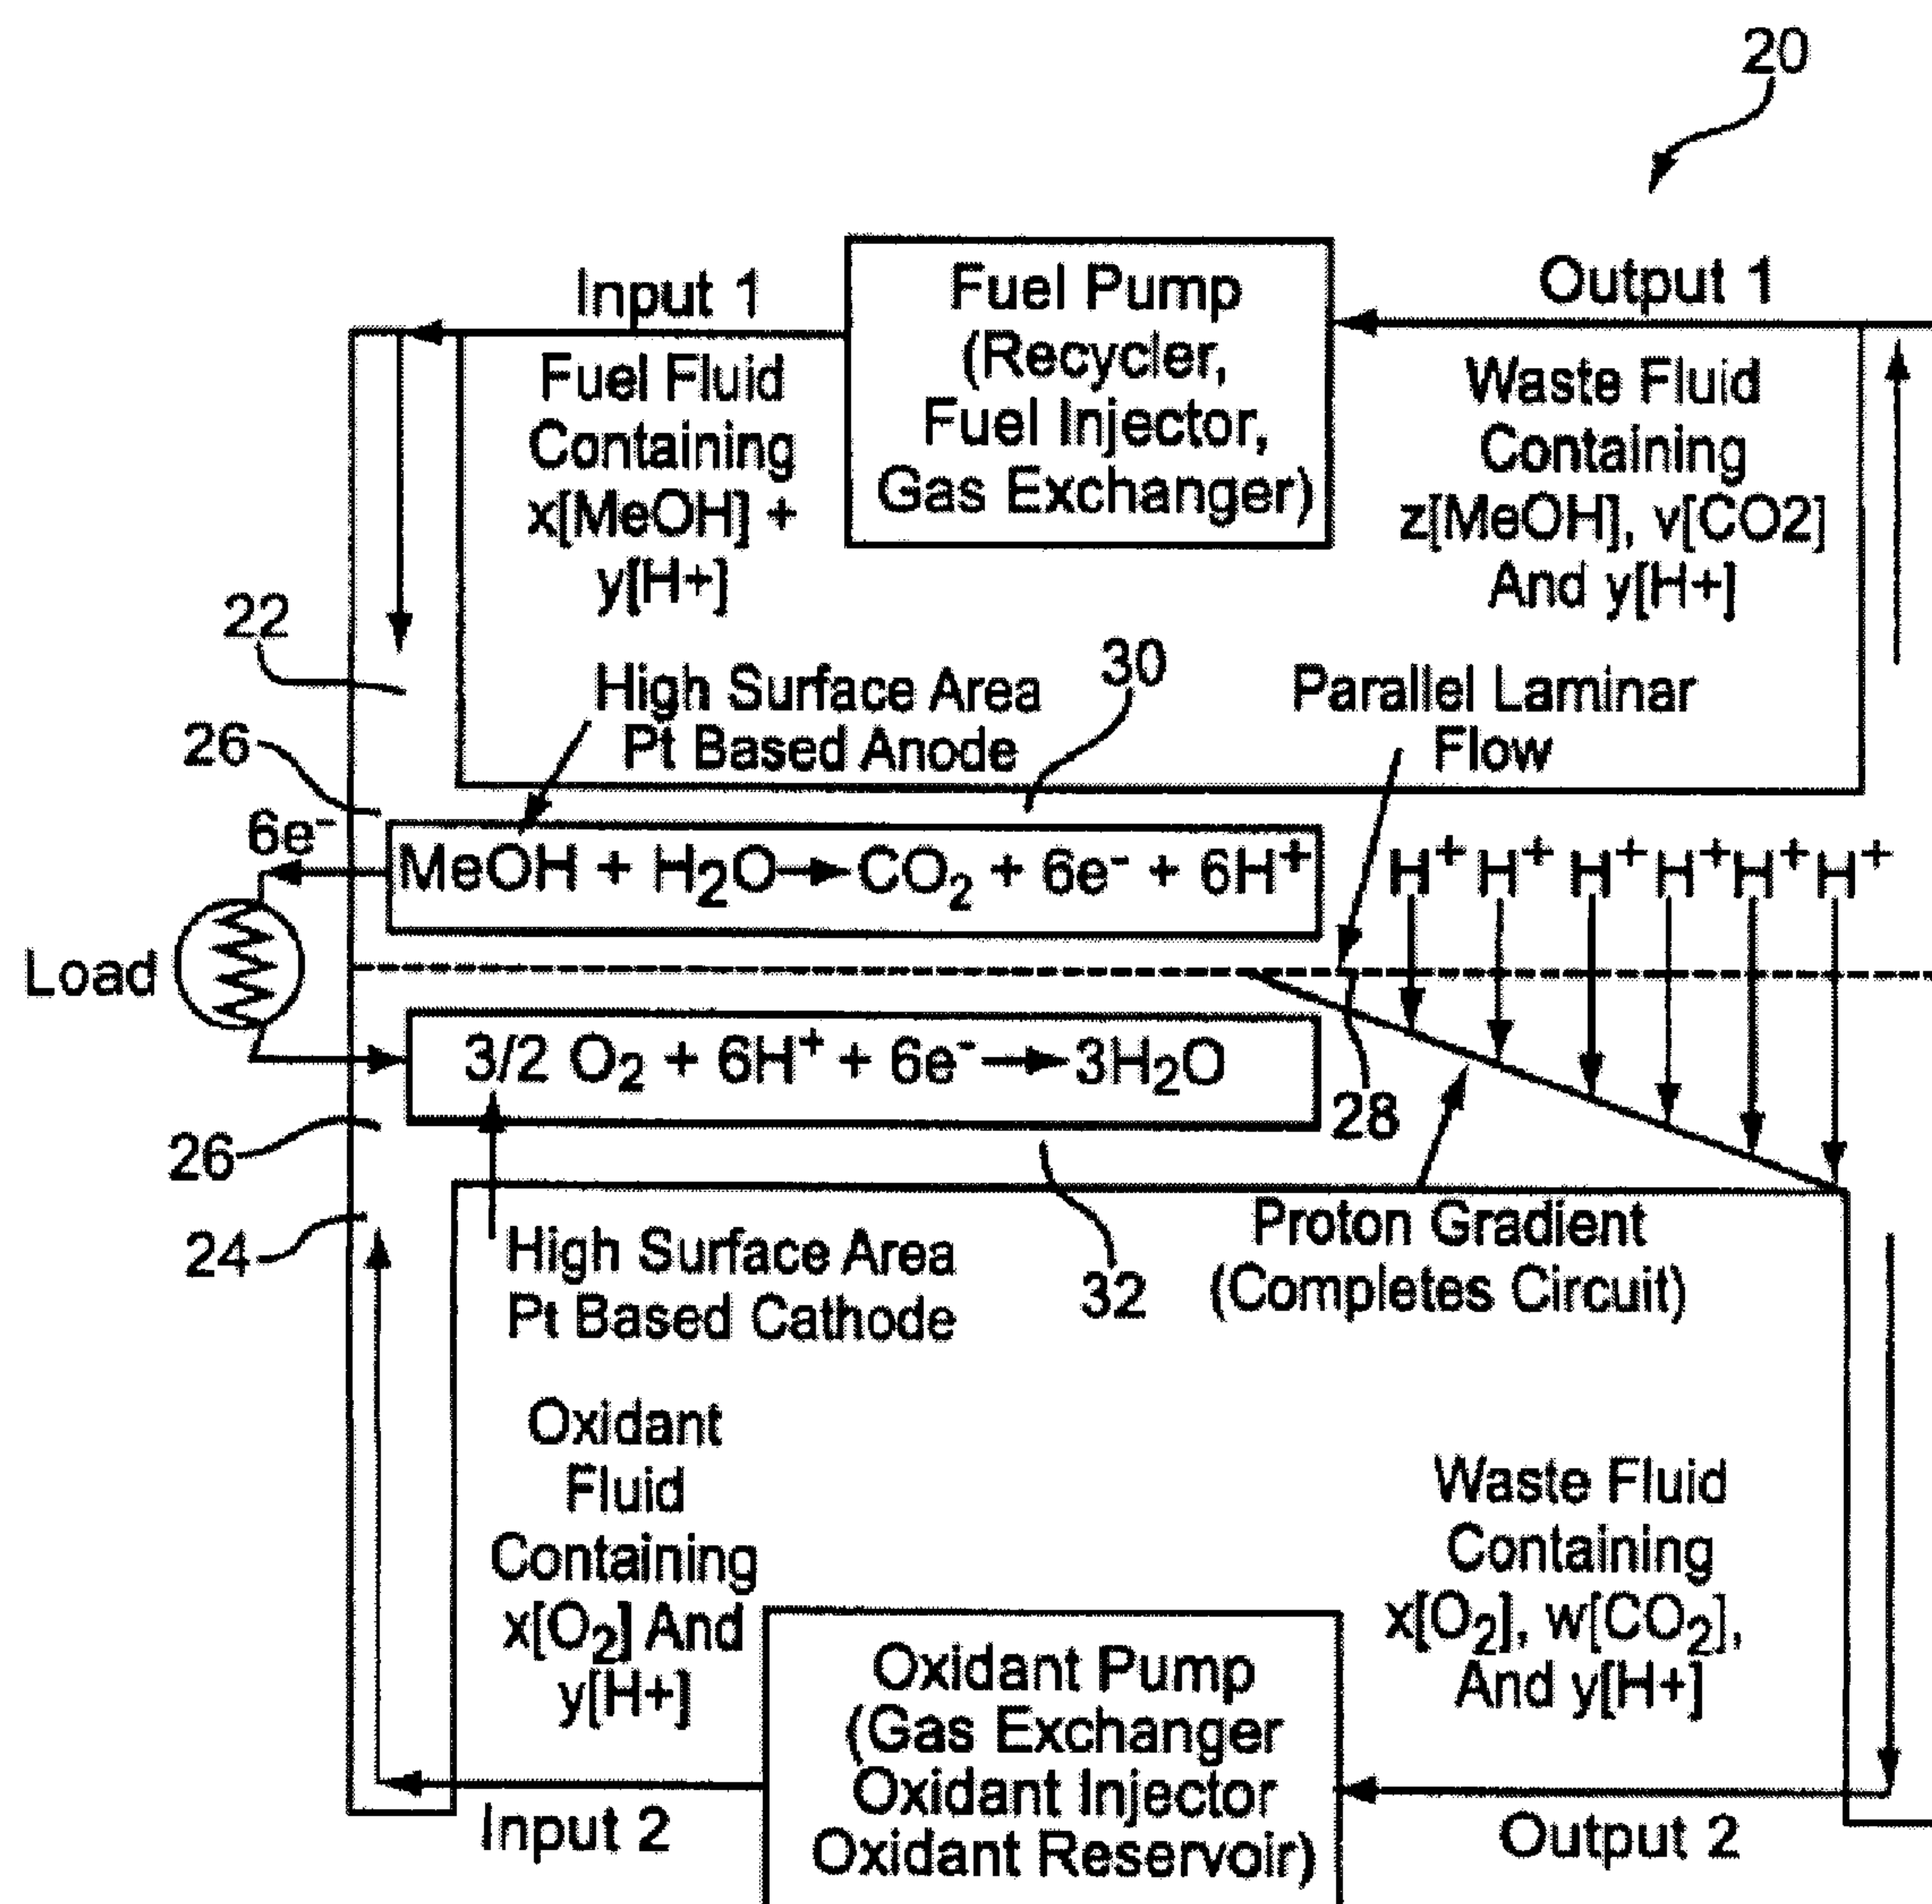 20
Input 1
Fuel Pump
(Recycler,
Fuel Injector,
Gas Exchanger)
Output 1
Fuel Fluid
Containing
x[MeOH] +
y[H+]
Waste Fluid
Containing
z[MeOH], v[CO2]
And y[H+]
22
High Surface Area
Pt Based Anode
30
Parallel Laminar
Flow
26
6e⁻
MeOH + H₂O→CO₂ + 6e⁻ + 6H⁺
H⁺ H⁺ H⁺ H⁺ H⁺ H⁺
Load
3/2 O₂ + 6H⁺ + 6e⁻→3H₂O
28
26
24
High Surface Area
Pt Based Cathode
32
Proton Gradient
(Completes Circuit)
Oxidant
Fluid
Containing
x[O₂] And
y[H+]
Waste Fluid
Containing
x[O₂], w[CO₂],
And y[H+]
Oxidant Pump
(Gas Exchanger
Oxidant Injector
Oxidant Reservoir)
Input 2
Output 2